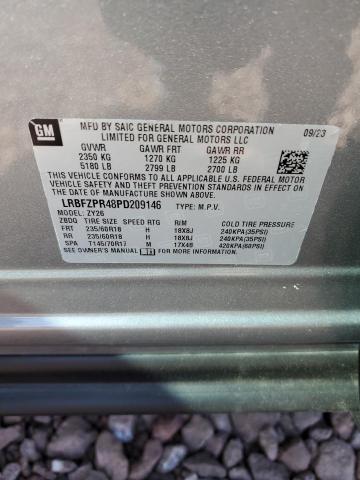 GM
MFD BY SAIC GENERAL MOTORS CORPORATION 09/23
LIMITED FOR GENERAL MOTORS LLC
GVWR GAWR FRT GAWR RR
2350 KG 1270 KG 1225 KG
5180 LB 2799 LB 2700 LB
THIS VEHICLE CONFORMS TO ALL APPLICABLE U.S. FEDERAL MOTOR
VEHICLE SAFETY AND THEFT PREVENTION STANDARDS IN EFFECT ON
THE DATE OF MANUFACTURE SHOWN ABOVE.
LRBFZPR48PD209146 TYPE: M.P.V.
MODEL: ZY26
ZBDQ TIRE SIZE SPEED RTG RIM COLD TIRE PRESSURE
FRT 235/60R18 H 18X8J 240KPA(35PSI)
RR 235/60R18 H 18X8J 240KPA(35PSI)
SPA T145/70R17 M 17X4B 420KPA(60PSI)
SEE OWNER'S MANUAL FOR MORE INFORMATION.